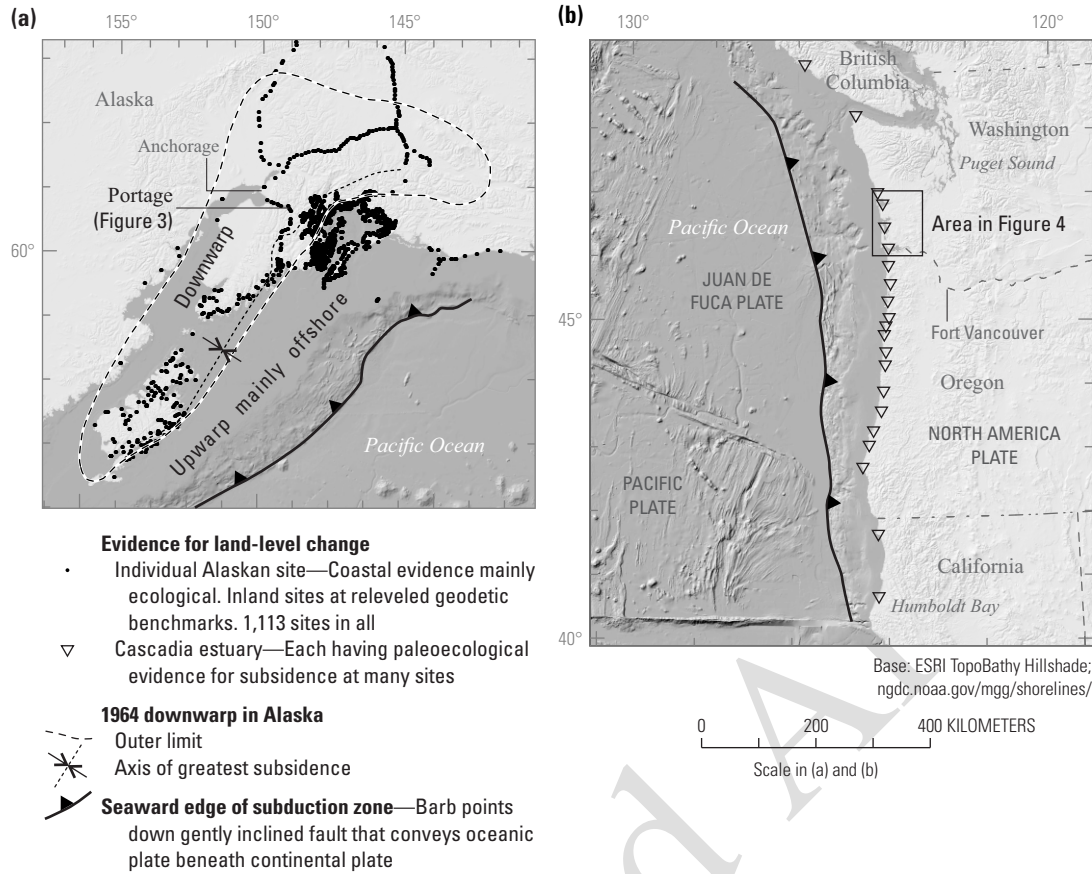 (a)
155°
150°
145°
Alaska
Anchorage
Portage
(Figure 3)
60°
Downwarp
Upwarp mainly offshore
Pacific Ocean
Evidence for land-level change
Individual Alaskan site—Coastal evidence mainly
ecological. Inland sites at releveled geodetic
benchmarks. 1,113 sites in all
Cascadia estuary—Each having paleoecological
evidence for subsidence at many sites
1964 downwarp in Alaska
Outer limit
Axis of greatest subsidence
Seaward edge of subduction zone—Barb points
down gently inclined fault that conveys oceanic
plate beneath continental plate
(b)
130°
120°
British
Columbia
Washington
Puget Sound
Area in Figure 4
Pacific Ocean
JUAN DE
FUCA PLATE
45°
Fort Vancouver
Oregon
NORTH AMERICA
PLATE
PACIFIC
PLATE
California
Humboldt Bay
40°
Base: ESRI TopoBathy Hillshade;
ngdc.noaa.gov/mgg/shorelines/
0 200 400 KILOMETERS
Scale in (a) and (b)
d A